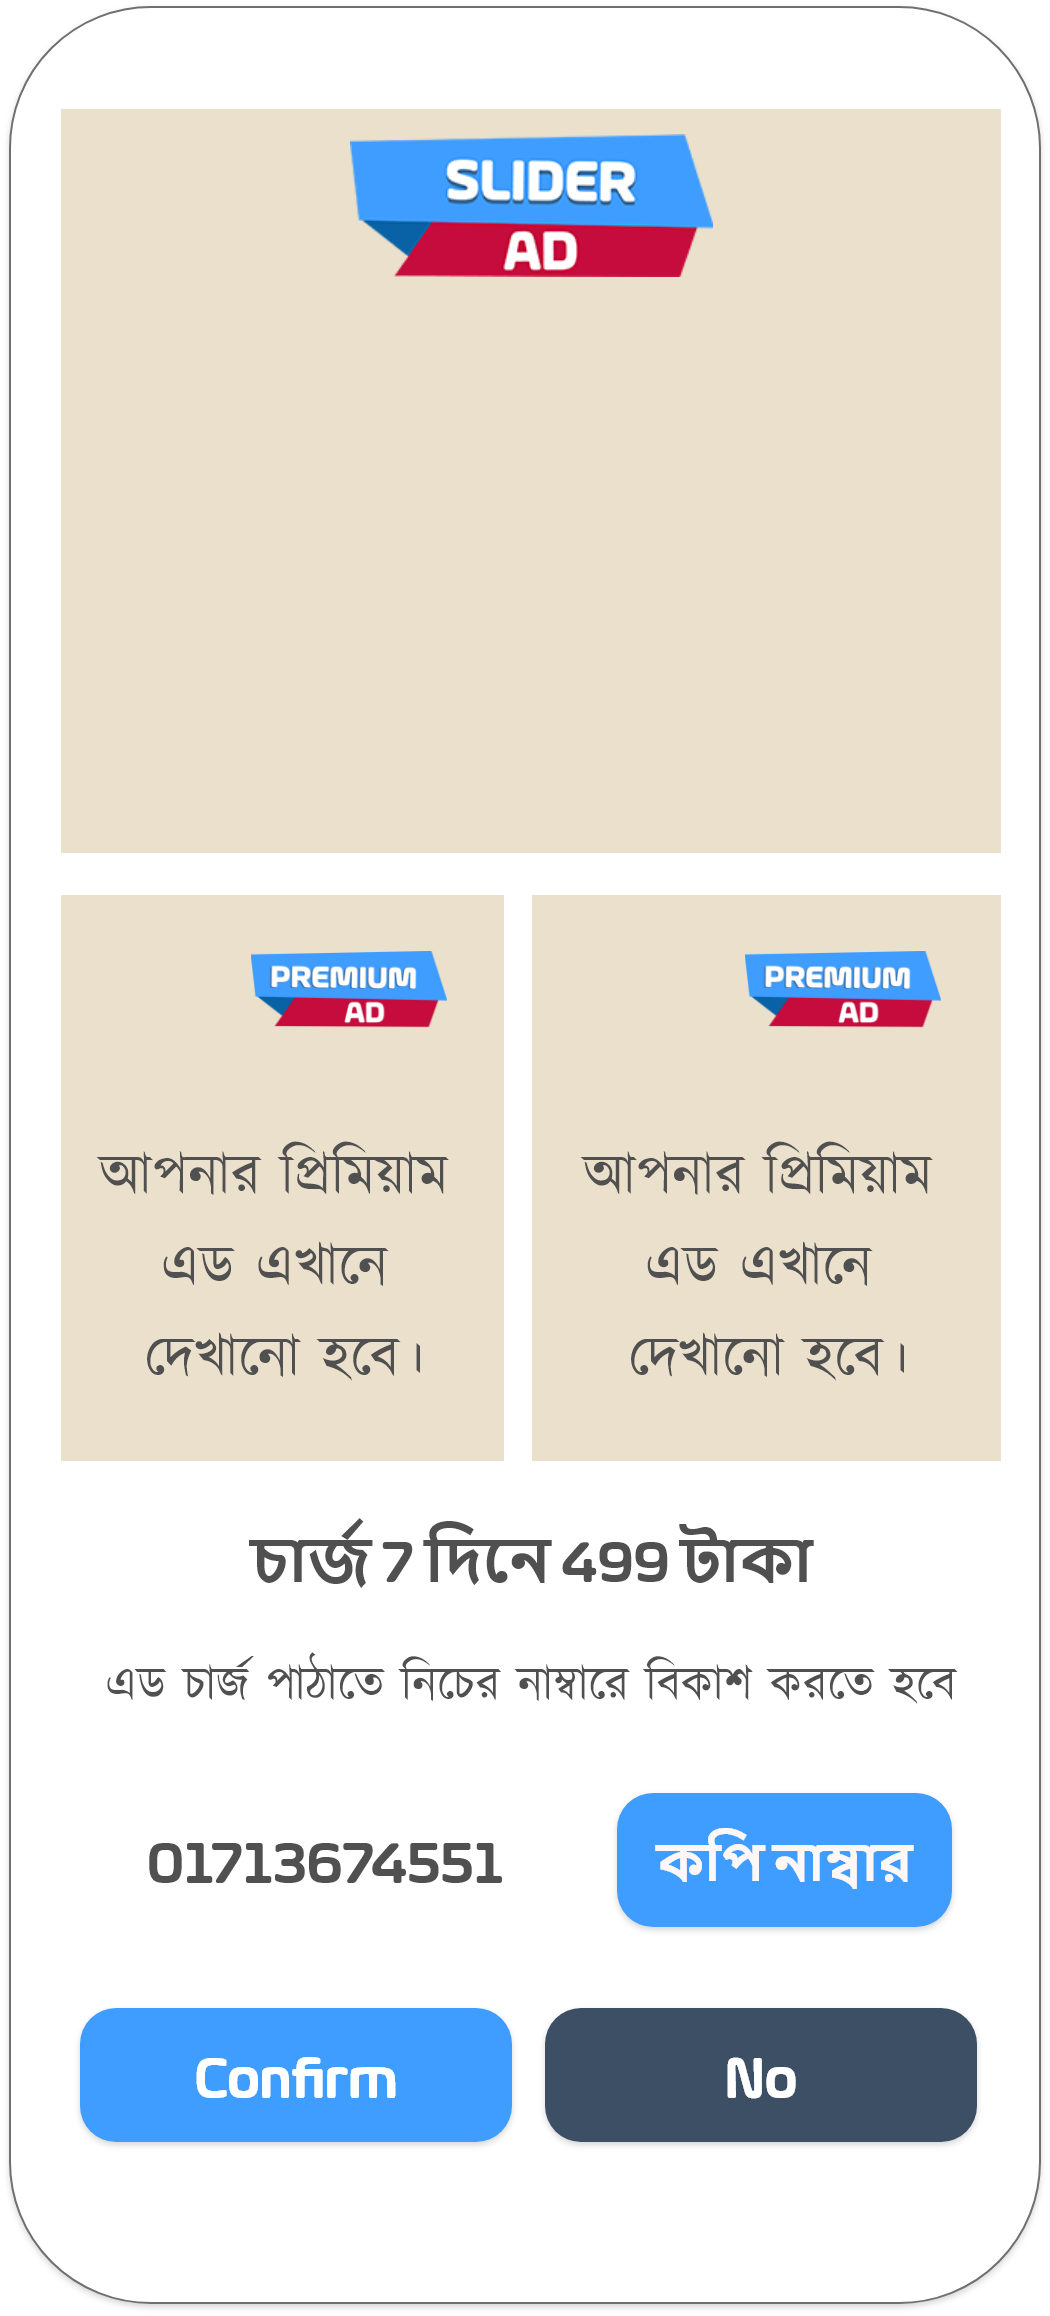 SLIDER
AD
PREMIUM
AD
আপনার প্রিমিয়াম
এড এখানে
দেখানো হবে।
PREMIUM
AD
আপনার প্রিমিয়াম
এড এখানে
দেখানো হবে।
চার্জ 7 দিনে 499 টাকা
এড চার্জ পাঠাতে নিচের নাম্বারে বিকাশ করতে হবে
01713674551
কপি নাম্বার
Confirm
No